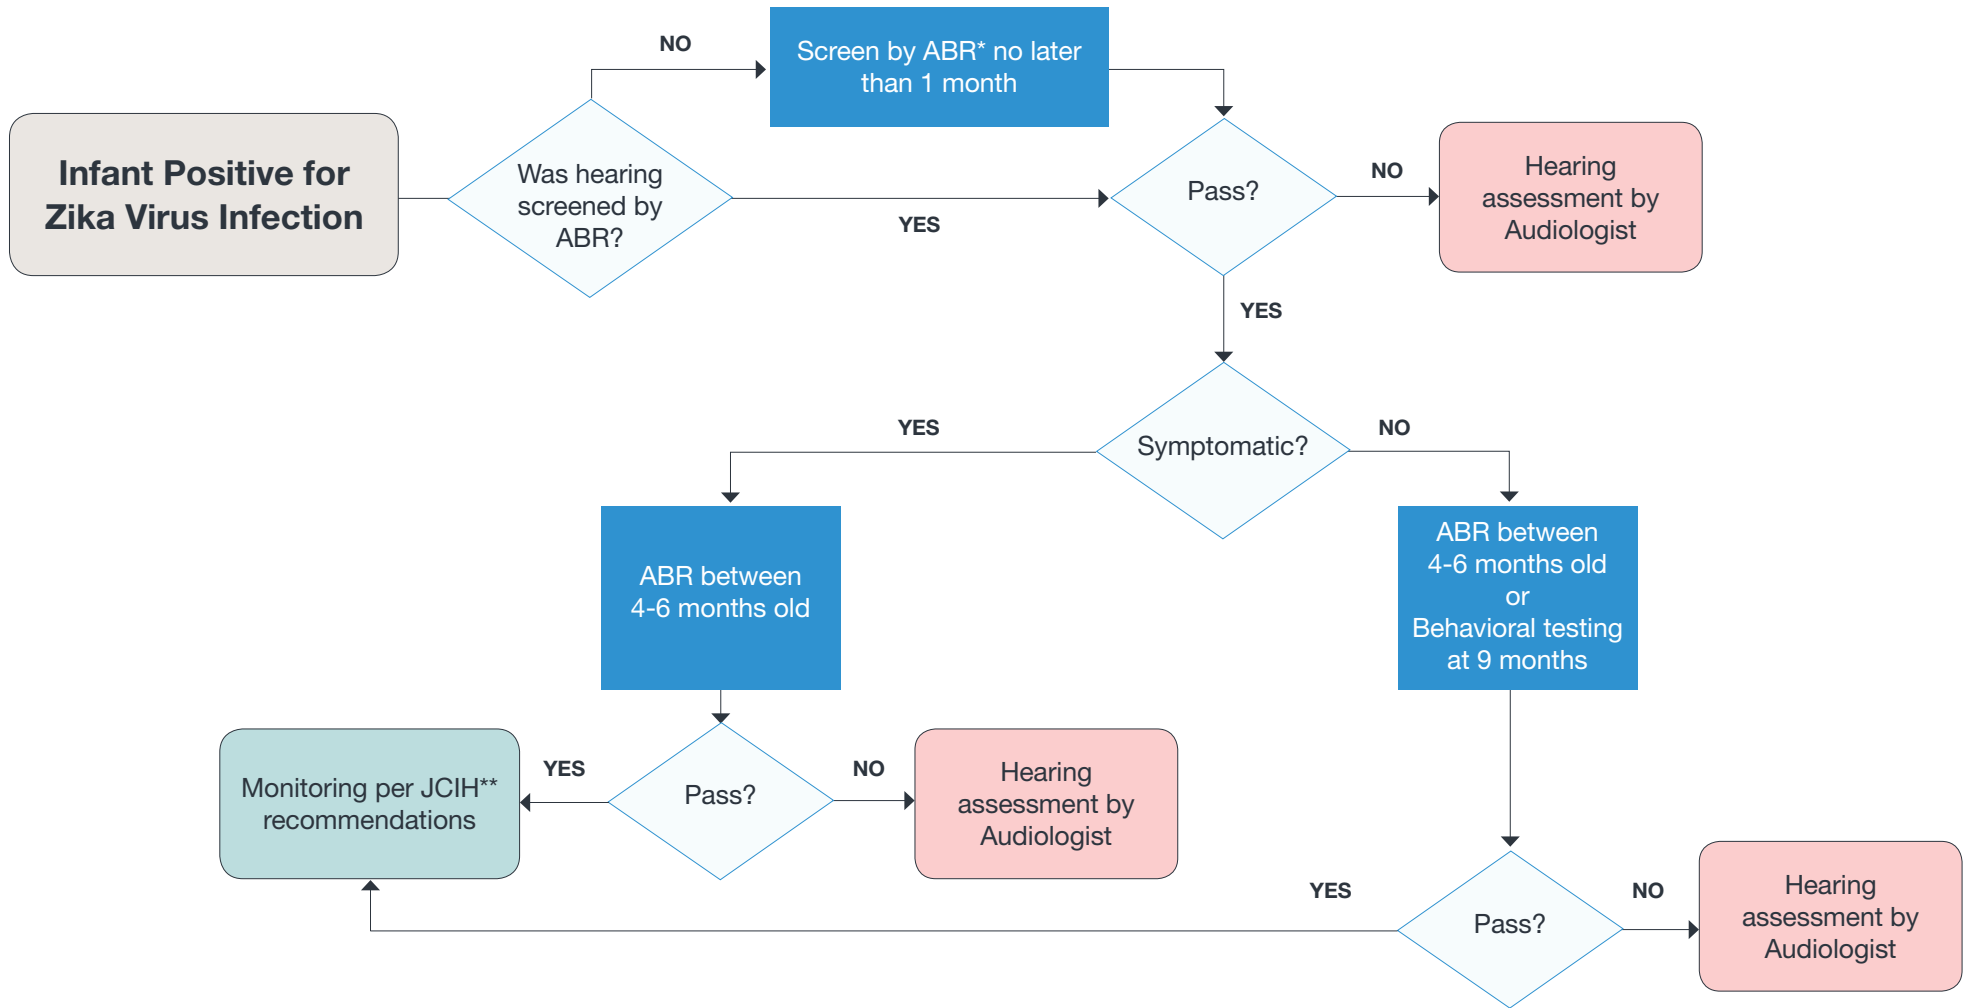 NO
Screen by ABR* no later
than 1 month
Infant Positive for
Zika Virus Infection
Was hearing
screened by
ABR?
YES
Pass?
NO
Hearing
assessment by
Audiologist
YES
Symptomatic?
YES
NO
ABR between
4-6 months old
ABR between
4-6 months old
or
Behavioral testing
at 9 months
Monitoring per JCIH**
recommendations
YES
Pass?
NO
Hearing
assessment by
Audiologist
YES
Pass?
NO
Hearing
assessment by
Audiologist